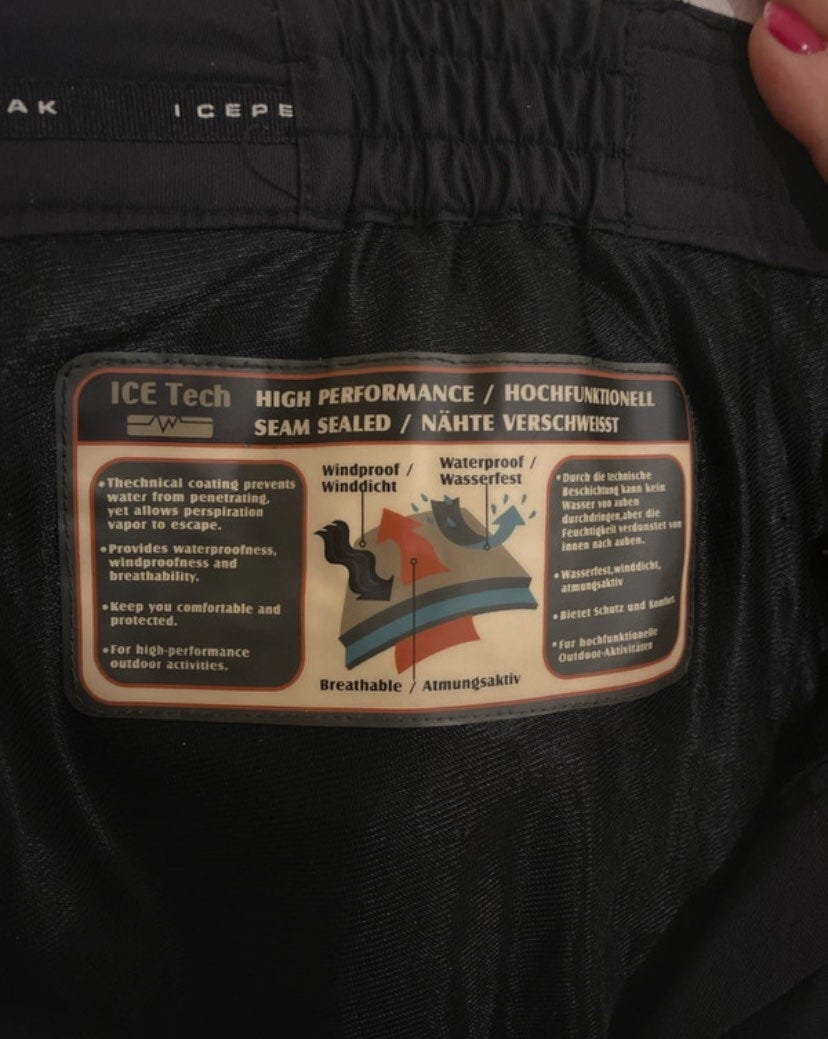 AK ICEPE
ICE Tech
HIGH PERFORMANCE / HOCHFUNKTIONELL
SEAM SEALED / NÄHTE VERSCHWEISST
•Thechnical coating prevents
water from penetrating,
yet allows perspiration
vapor to escape.
•Provides waterproofness,
windproofness and
breathability.
•Keep you comfortable and
protected.
•For high-performance
outdoor activities.
Windproof /
Winddicht
Waterproof /
Wasserfest
Breathable / Atmungsaktiv
•Durch die technische
Beschichtung kann kein
Wasser von auben
durchdringen,aber die
Feuchtigkeit verdunstet von
innen nach auben.
•Wasserfest,winddicht,
atmungsaktiv
•Bietet Schutz und Komfort.
•Fur hochfunktionelle
Outdoor-Aktivitäten